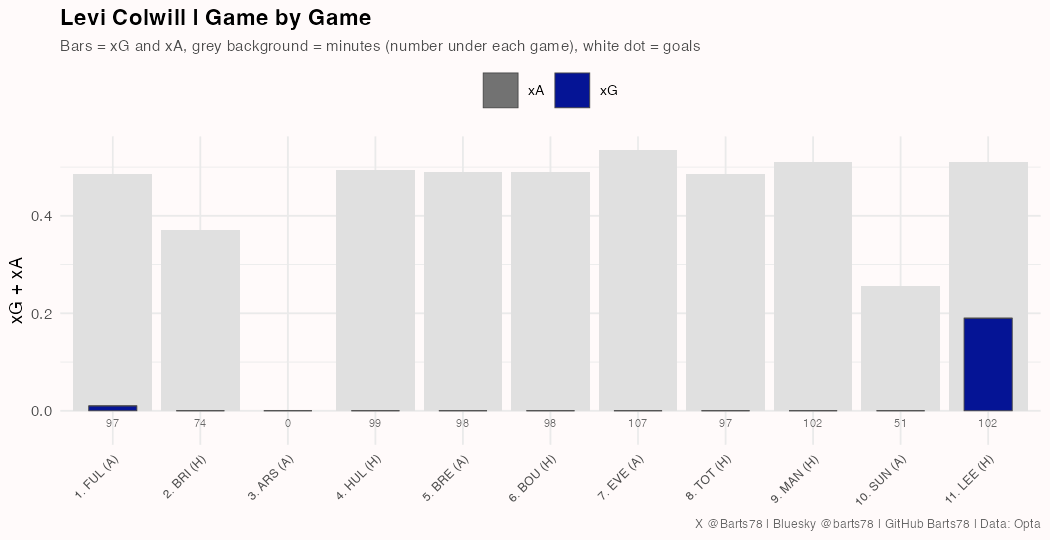 Levi Colwill | Game by Game
Bars = xG and xA, grey background = minutes (number under each game), white dot = goals
xA xG
xG + xA
0.4
0.2
0.0
97 74 0 99 98 98 107 97 102 51 102
1. FUL (A) 2. BRI (H) 3. ARS (A) 4. HUL (H) 5. BRE (A) 6. BOU (H) 7. EVE (A) 8. TOT (H) 9. MAN (H) 10. SUN (A) 11. LEE (H)
X @Barts78 | Bluesky @barts78 | GitHub Barts78 | Data: Opta